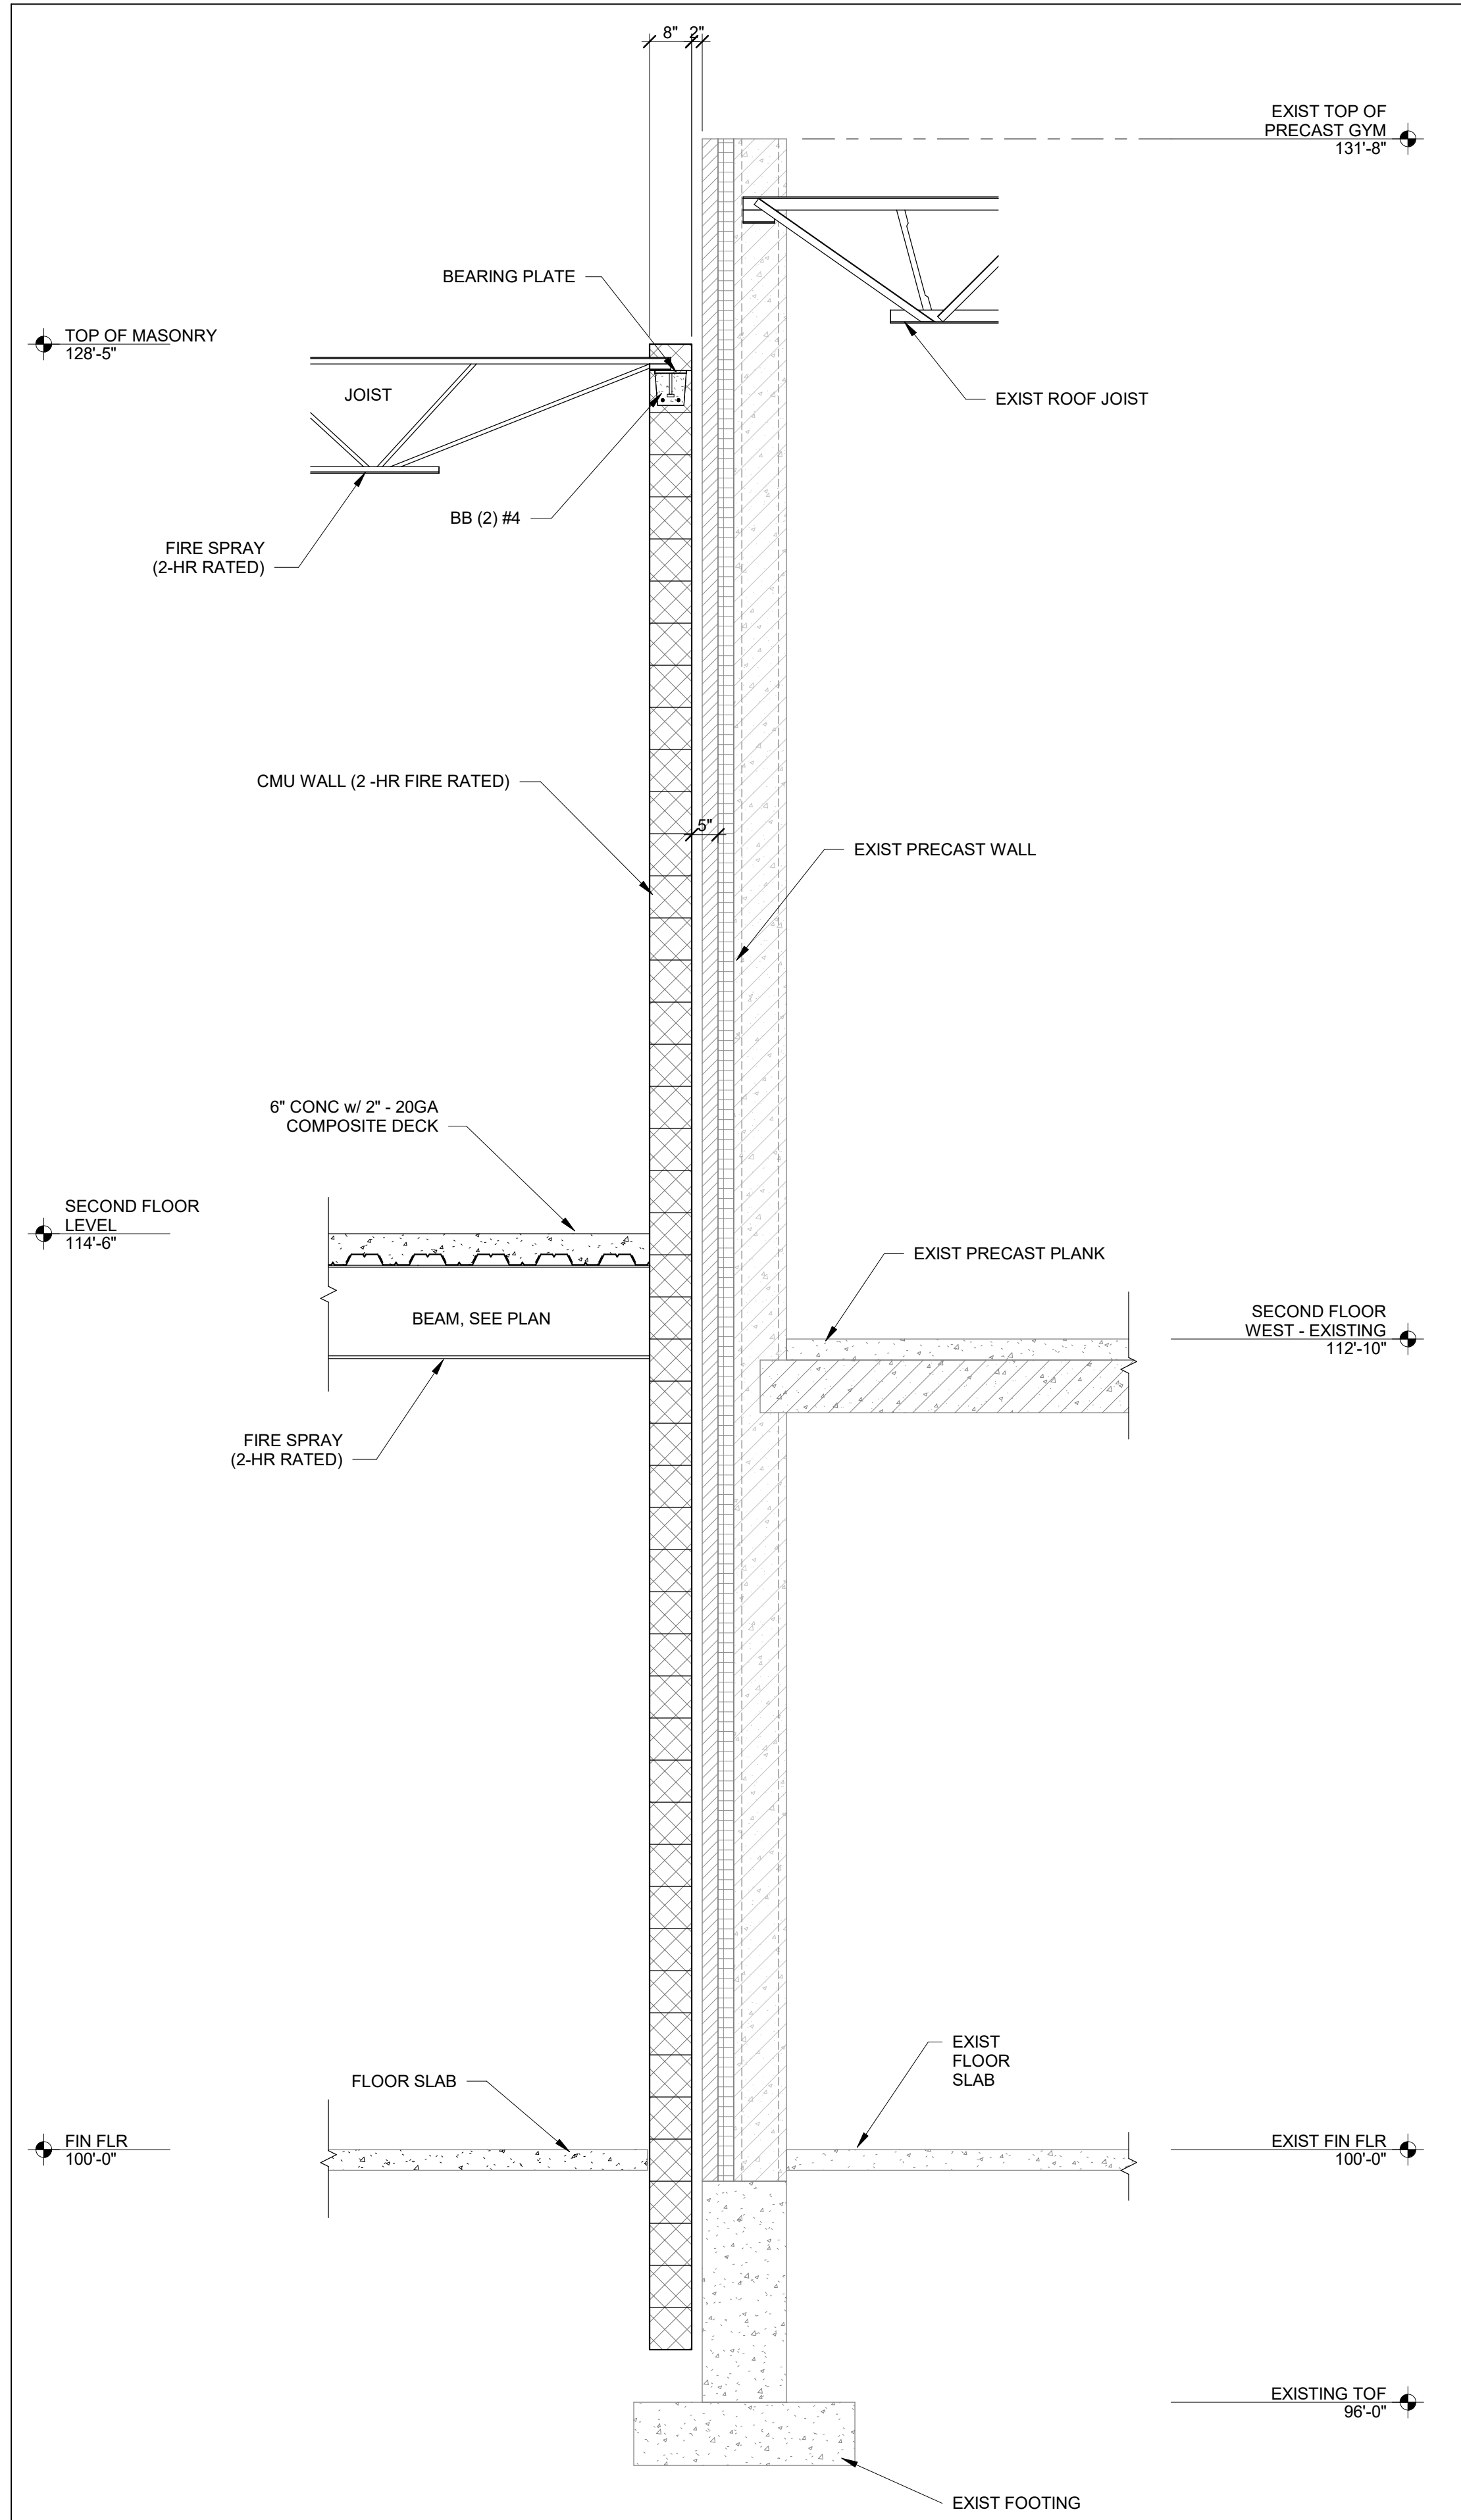 8" 2"
EXIST TOP OF
PRECAST GYM
131'-8"
BEARING PLATE
TOP OF MASONRY
128'-5"
JOIST
EXIST ROOF JOIST
BB (2) #4
FIRE SPRAY
(2-HR RATED)
CMU WALL (2 -HR FIRE RATED)
5"
EXIST PRECAST WALL
6" CONC w/ 2" - 20GA
COMPOSITE DECK
SECOND FLOOR
LEVEL
114'-6"
EXIST PRECAST PLANK
BEAM, SEE PLAN
SECOND FLOOR
WEST - EXISTING
112'-10"
FIRE SPRAY
(2-HR RATED)
EXIST
FLOOR
SLAB
FLOOR SLAB
FIN FLR
100'-0"
EXIST FIN FLR
100'-0"
EXISTING TOF
96'-0"
EXIST FOOTING